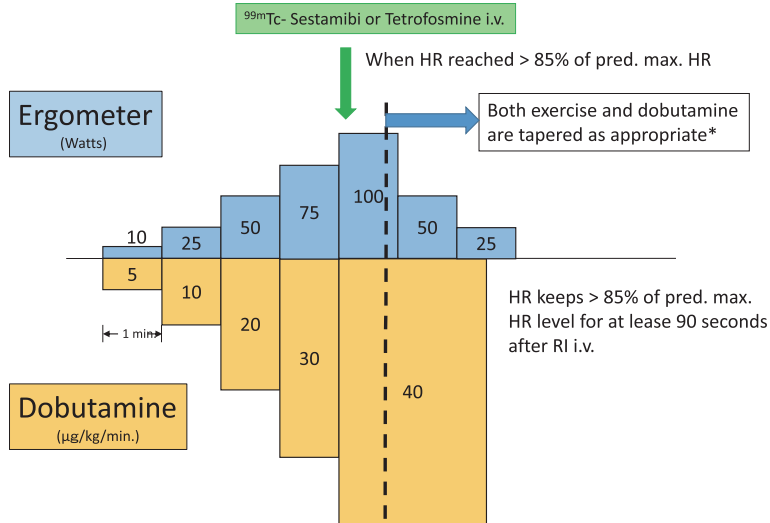 99mTc- Sestamibi or Tetrofosmine i.v.
When HR reached > 85% of pred. max. HR
Ergometer
(Watts)
Both exercise and dobutamine
are tapered as appropriate*
10
25
50
75
100
50
25
5
10
20
30
40
1 min.
HR keeps > 85% of pred. max.
HR level for at lease 90 seconds
after RI i.v.
Dobutamine
(µg/kg/min.)